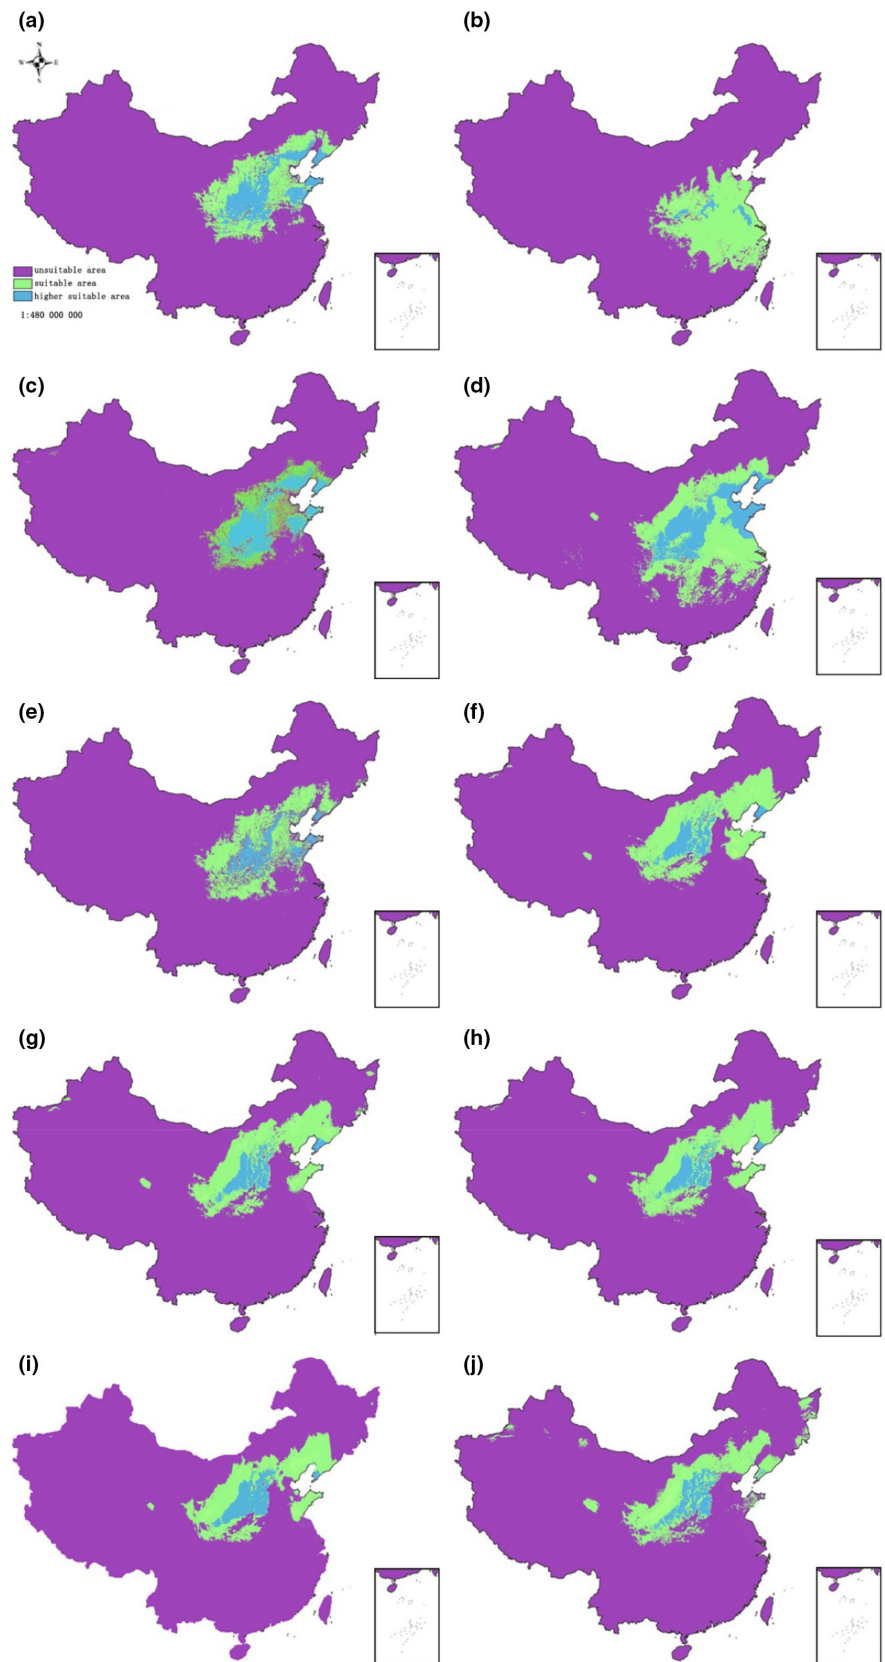 (a)
(b)
N
W E
S
unsuitable area
suitable area
higher suitable area
1:480 000 000
(c)
(d)
(e)
(f)
(g)
(h)
(i)
(j)